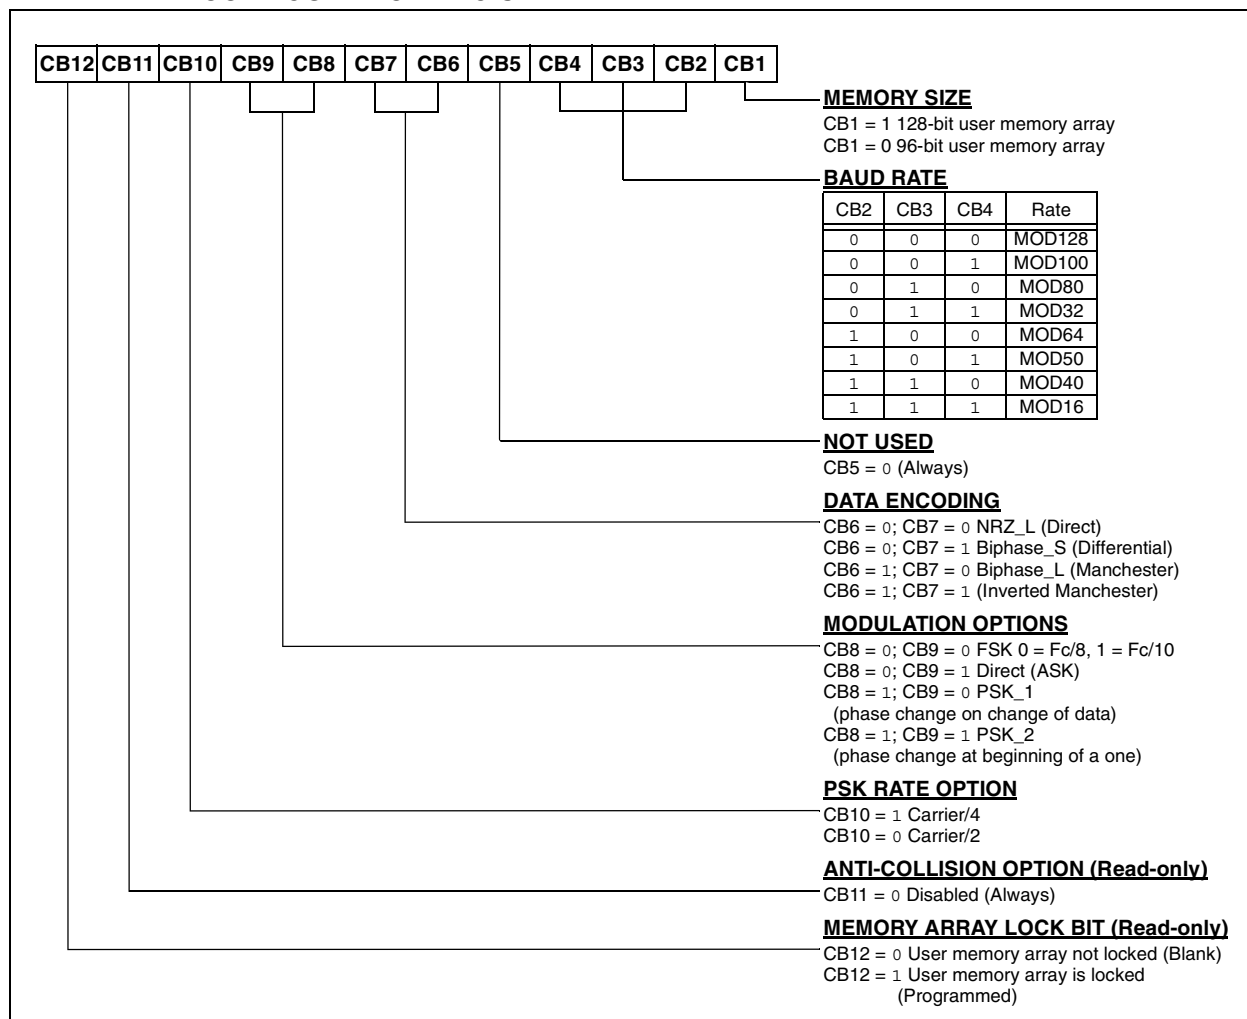 CB12 CB11 CB10 CB9 CB8 CB7 CB6 CB5 CB4 CB3 CB2 CB1
MEMORY SIZE
CB1 = 1 128-bit user memory array
CB1 = 0 96-bit user memory array
BAUD RATE
CB2 CB3 CB4 Rate
0 0 0 MOD128
0 0 1 MOD100
0 1 0 MOD80
0 1 1 MOD32
1 0 0 MOD64
1 0 1 MOD50
1 1 0 MOD40
1 1 1 MOD16
NOT USED
CB5 = 0 (Always)
DATA ENCODING
CB6 = 0; CB7 = 0 NRZ_L (Direct)
CB6 = 0; CB7 = 1 Biphase_S (Differential)
CB6 = 1; CB7 = 0 Biphase_L (Manchester)
CB6 = 1; CB7 = 1 (Inverted Manchester)
MODULATION OPTIONS
CB8 = 0; CB9 = 0 FSK 0 = Fc/8, 1 = Fc/10
CB8 = 0; CB9 = 1 Direct (ASK)
CB8 = 1; CB9 = 0 PSK_1
(phase change on change of data)
CB8 = 1; CB9 = 1 PSK_2
(phase change at beginning of a one)
PSK RATE OPTION
CB10 = 1 Carrier/4
CB10 = 0 Carrier/2
ANTI-COLLISION OPTION (Read-only)
CB11 = 0 Disabled (Always)
MEMORY ARRAY LOCK BIT (Read-only)
CB12 = 0 User memory array not locked (Blank)
CB12 = 1 User memory array is locked
(Programmed)